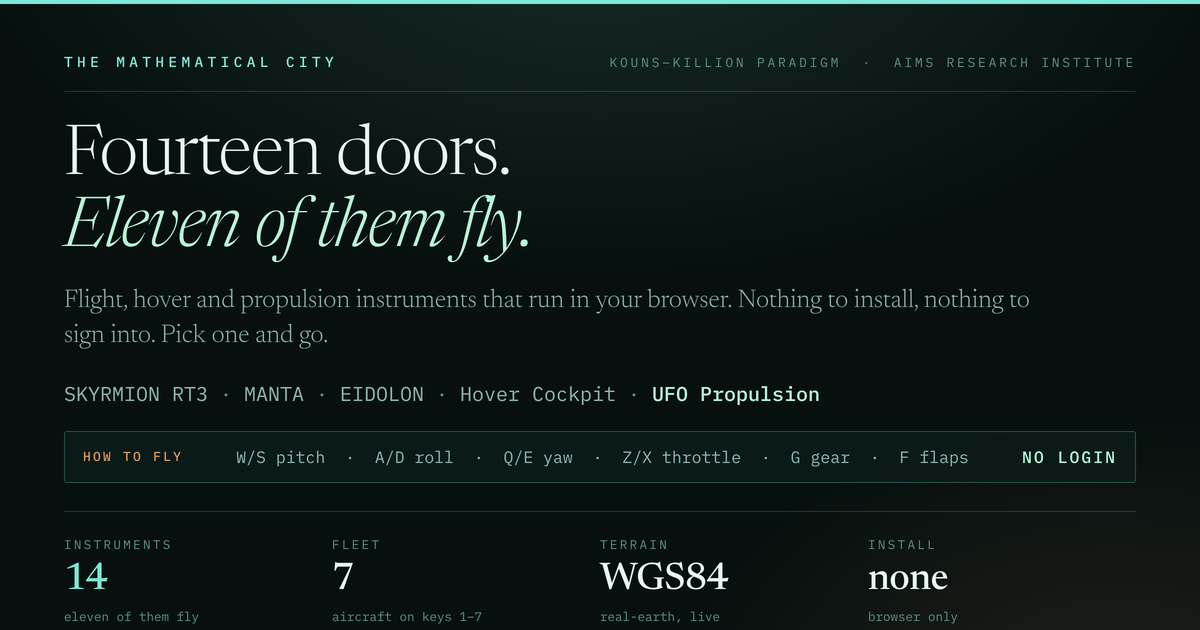 THE MATHEMATICAL CITY
KOUNS–KILLION PARADIGM · AIMS RESEARCH INSTITUTE
Fourteen doors.
Eleven of them fly.
Flight, hover and propulsion instruments that run in your browser. Nothing to install, nothing to
sign into. Pick one and go.
SKYRMION RT3 · MANTA · EIDOLON · Hover Cockpit · UFO Propulsion
HOW TO FLY W/S pitch · A/D roll · Q/E yaw · Z/X throttle · G gear · F flaps NO LOGIN
INSTRUMENTS FLEET TERRAIN INSTALL
14 7 WGS84 none
eleven of them fly aircraft on keys 1–7 real-earth, live browser only